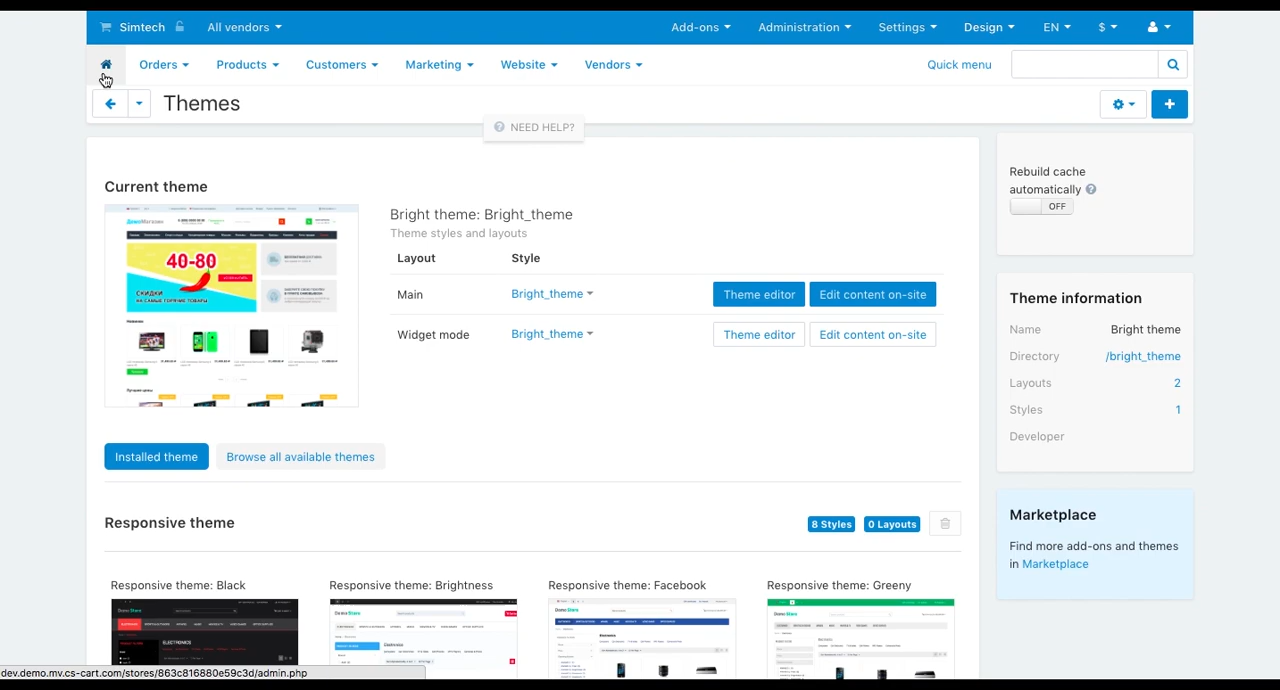 Simtech All vendors Add-ons Administration Settings Design EN $
Orders Products Customers Marketing Website Vendors Quick menu
Themes
NEED HELP?
Current theme
Bright theme: Bright_theme
Theme styles and layouts
Layout Style
Main Bright_theme Theme editor Edit content on-site
Widget mode Bright_theme Theme editor Edit content on-site
40-80
СКИДКИ
НА САМЫЕ ГОРЯЧИЕ ТОВАРЫ
Installed theme Browse all available themes
Responsive theme 8 Styles 0 Layouts
Responsive theme: Black Responsive theme: Brightness Responsive theme: Facebook Responsive theme: Greeny
Rebuild cache
automatically
OFF
Theme information
Name Bright theme
Directory /bright_theme
Layouts 2
Styles 1
Developer
Marketplace
Find more add-ons and themes
in Marketplace
dev.demo.mv.cs-cart.com/stores/863c816880e59c3d/admin.php